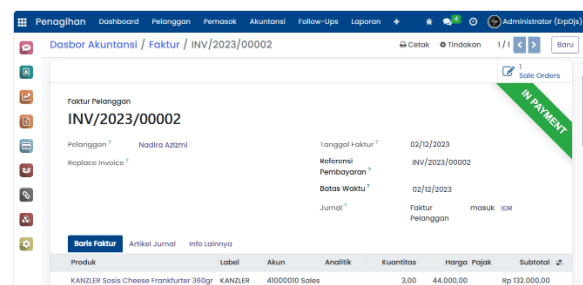 Penagihan Dashboard Pelanggan Pemasok Akuntansi Follow-Ups Laporan + 4 Administrator (ErpDjs)
Dasbor Akuntansi / Faktur / INV/2023/00002 Cetak Tindakan 1/1 < > Baru
1
Sale Orders
IN PAYMENT
Faktur Pelanggan
INV/2023/00002
Pelanggan ? Nadira Azizmi Tanggal Faktur ? 02/12/2023
Replace Invoice ? Referensi Pembayaran ? INV/2023/00002
Batas Waktu ? 02/12/2023
Jurnal ? Faktur Pelanggan masuk IDR
Baris Faktur Artikel Jurnal Info Lainnya
Produk Label Akun Analitik Kuantitas Harga Pajak Subtotal
KANZLER Sosis Cheese Frankfurter 360gr KANZLER 41000010 Sales 3,00 44.000,00 Rp 132.000,00